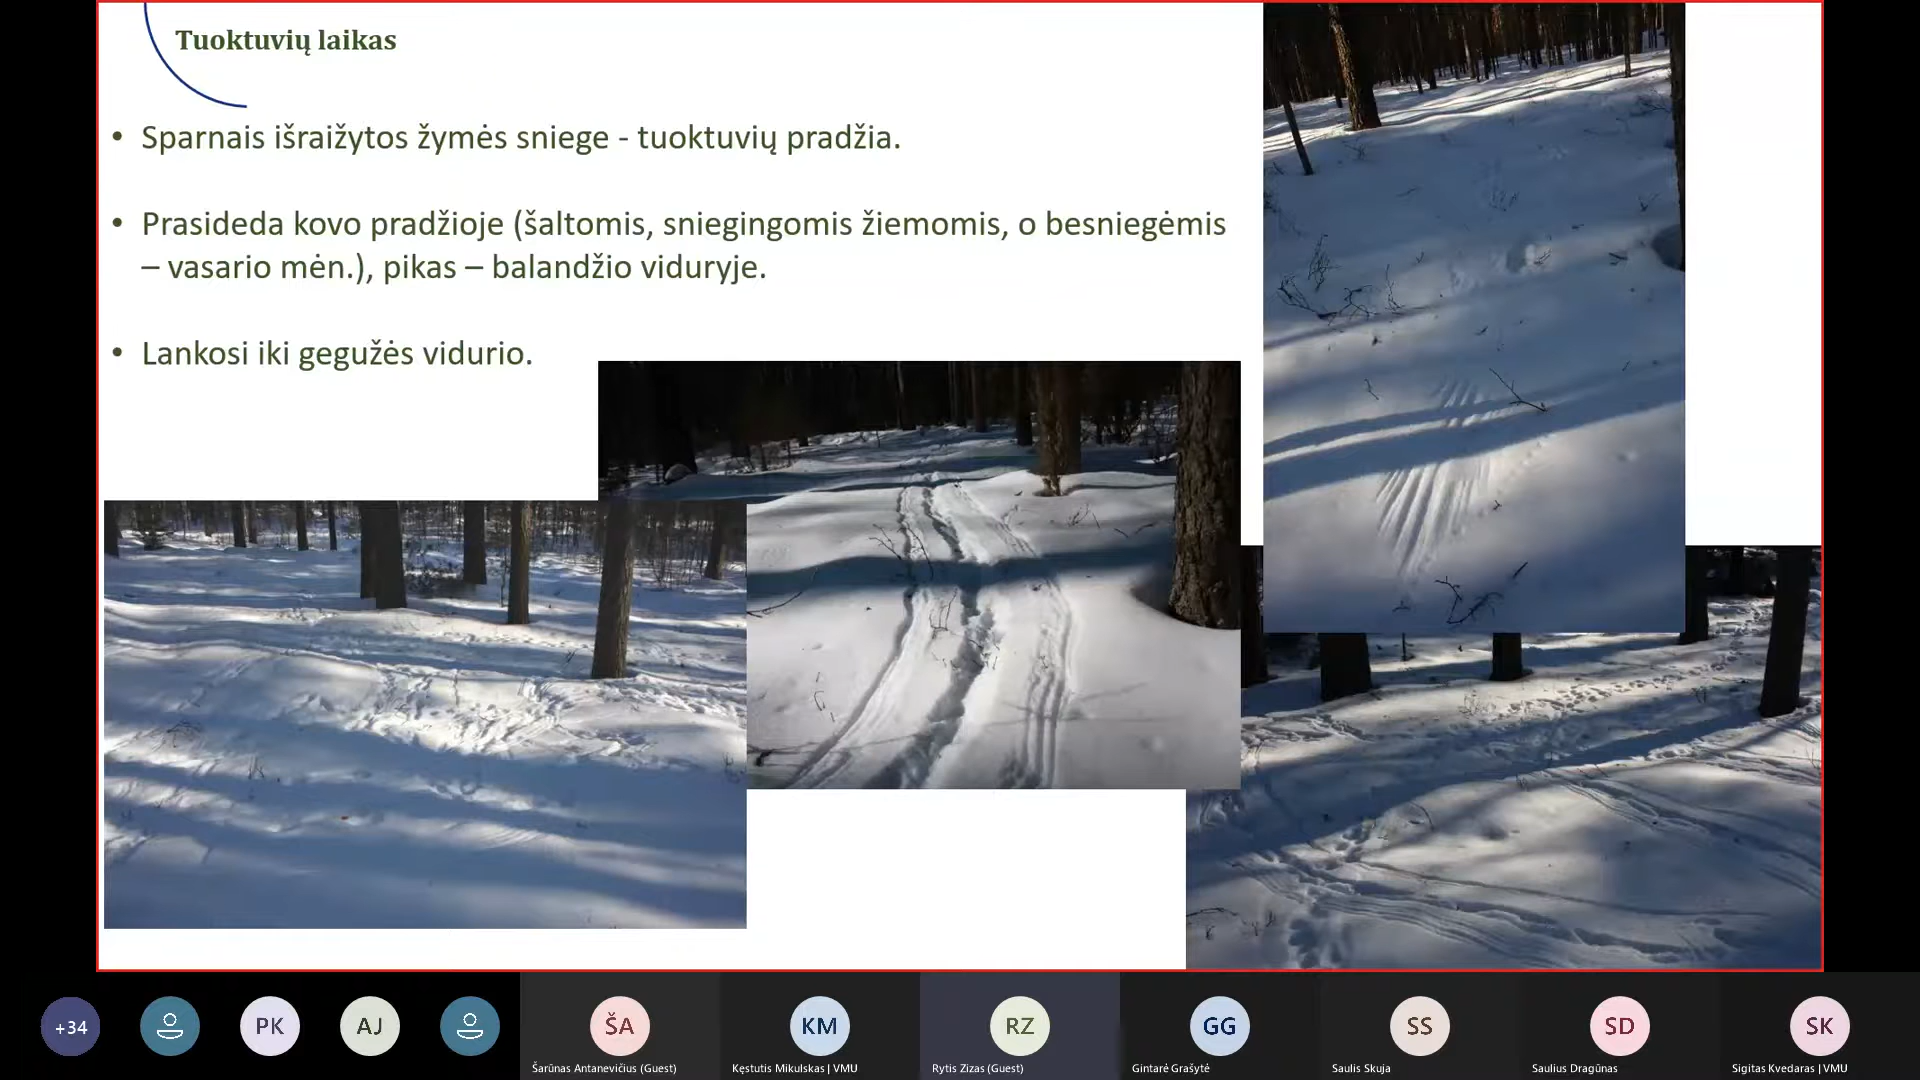 Tuoktuvių laikas
• Sparnais išraižytos žymės sniege - tuoktuvių pradžia.
• Prasideda kovo pradžioje (šaltomis, sniegingomis žiemomis, o besniegėmis
– vasario mėn.), pikas – balandžio viduryje.
• Lankosi iki gegužės vidurio.
+34
PK
AJ
ŠA
KM
RZ
GG
SS
SD
SK
Šarūnas Antanevičius (Guest)
Kęstutis Mikulskas | VMU
Rytis Zizas (Guest)
Gintarė Grašytė
Saulis Skuja
Saulius Dragūnas
Sigitas Kvedaras | VMU